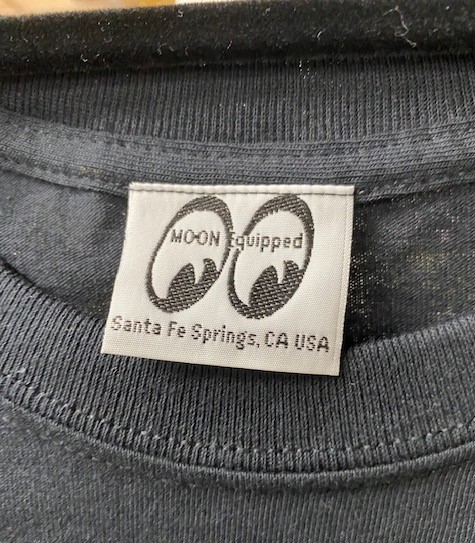 MOON Equipped
Santa Fe Springs, CA USA